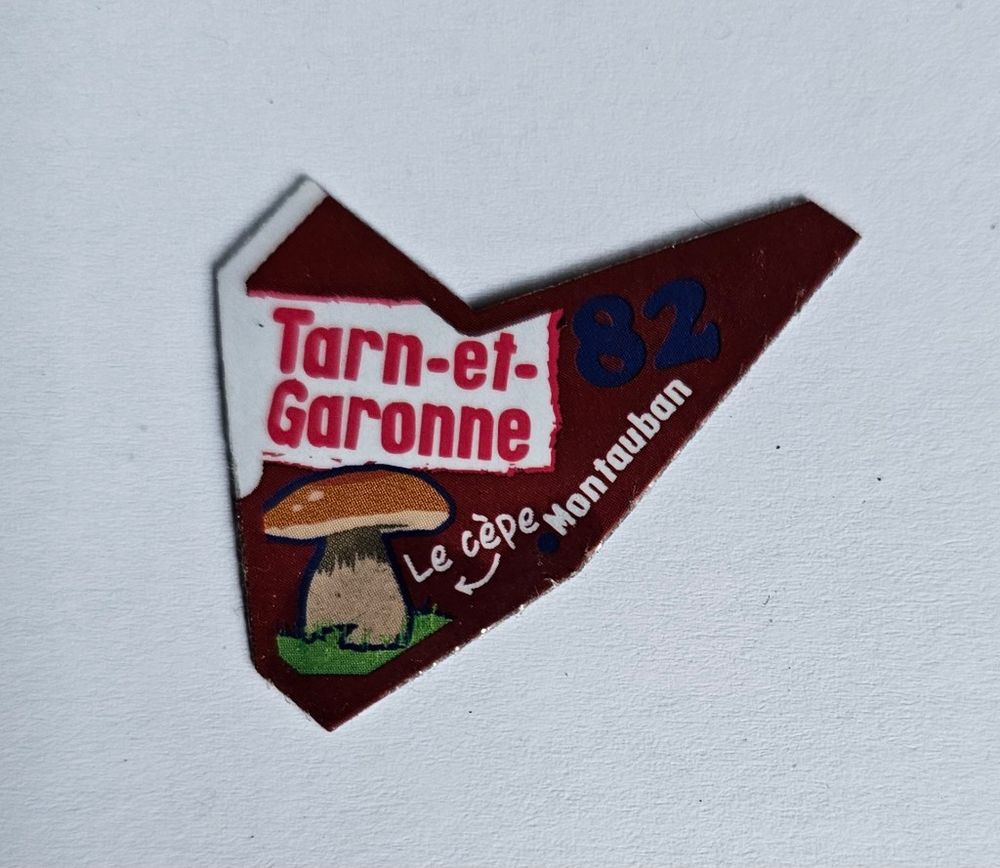 Tarn-et-
Garonne
82
Montauban
Le cèpe